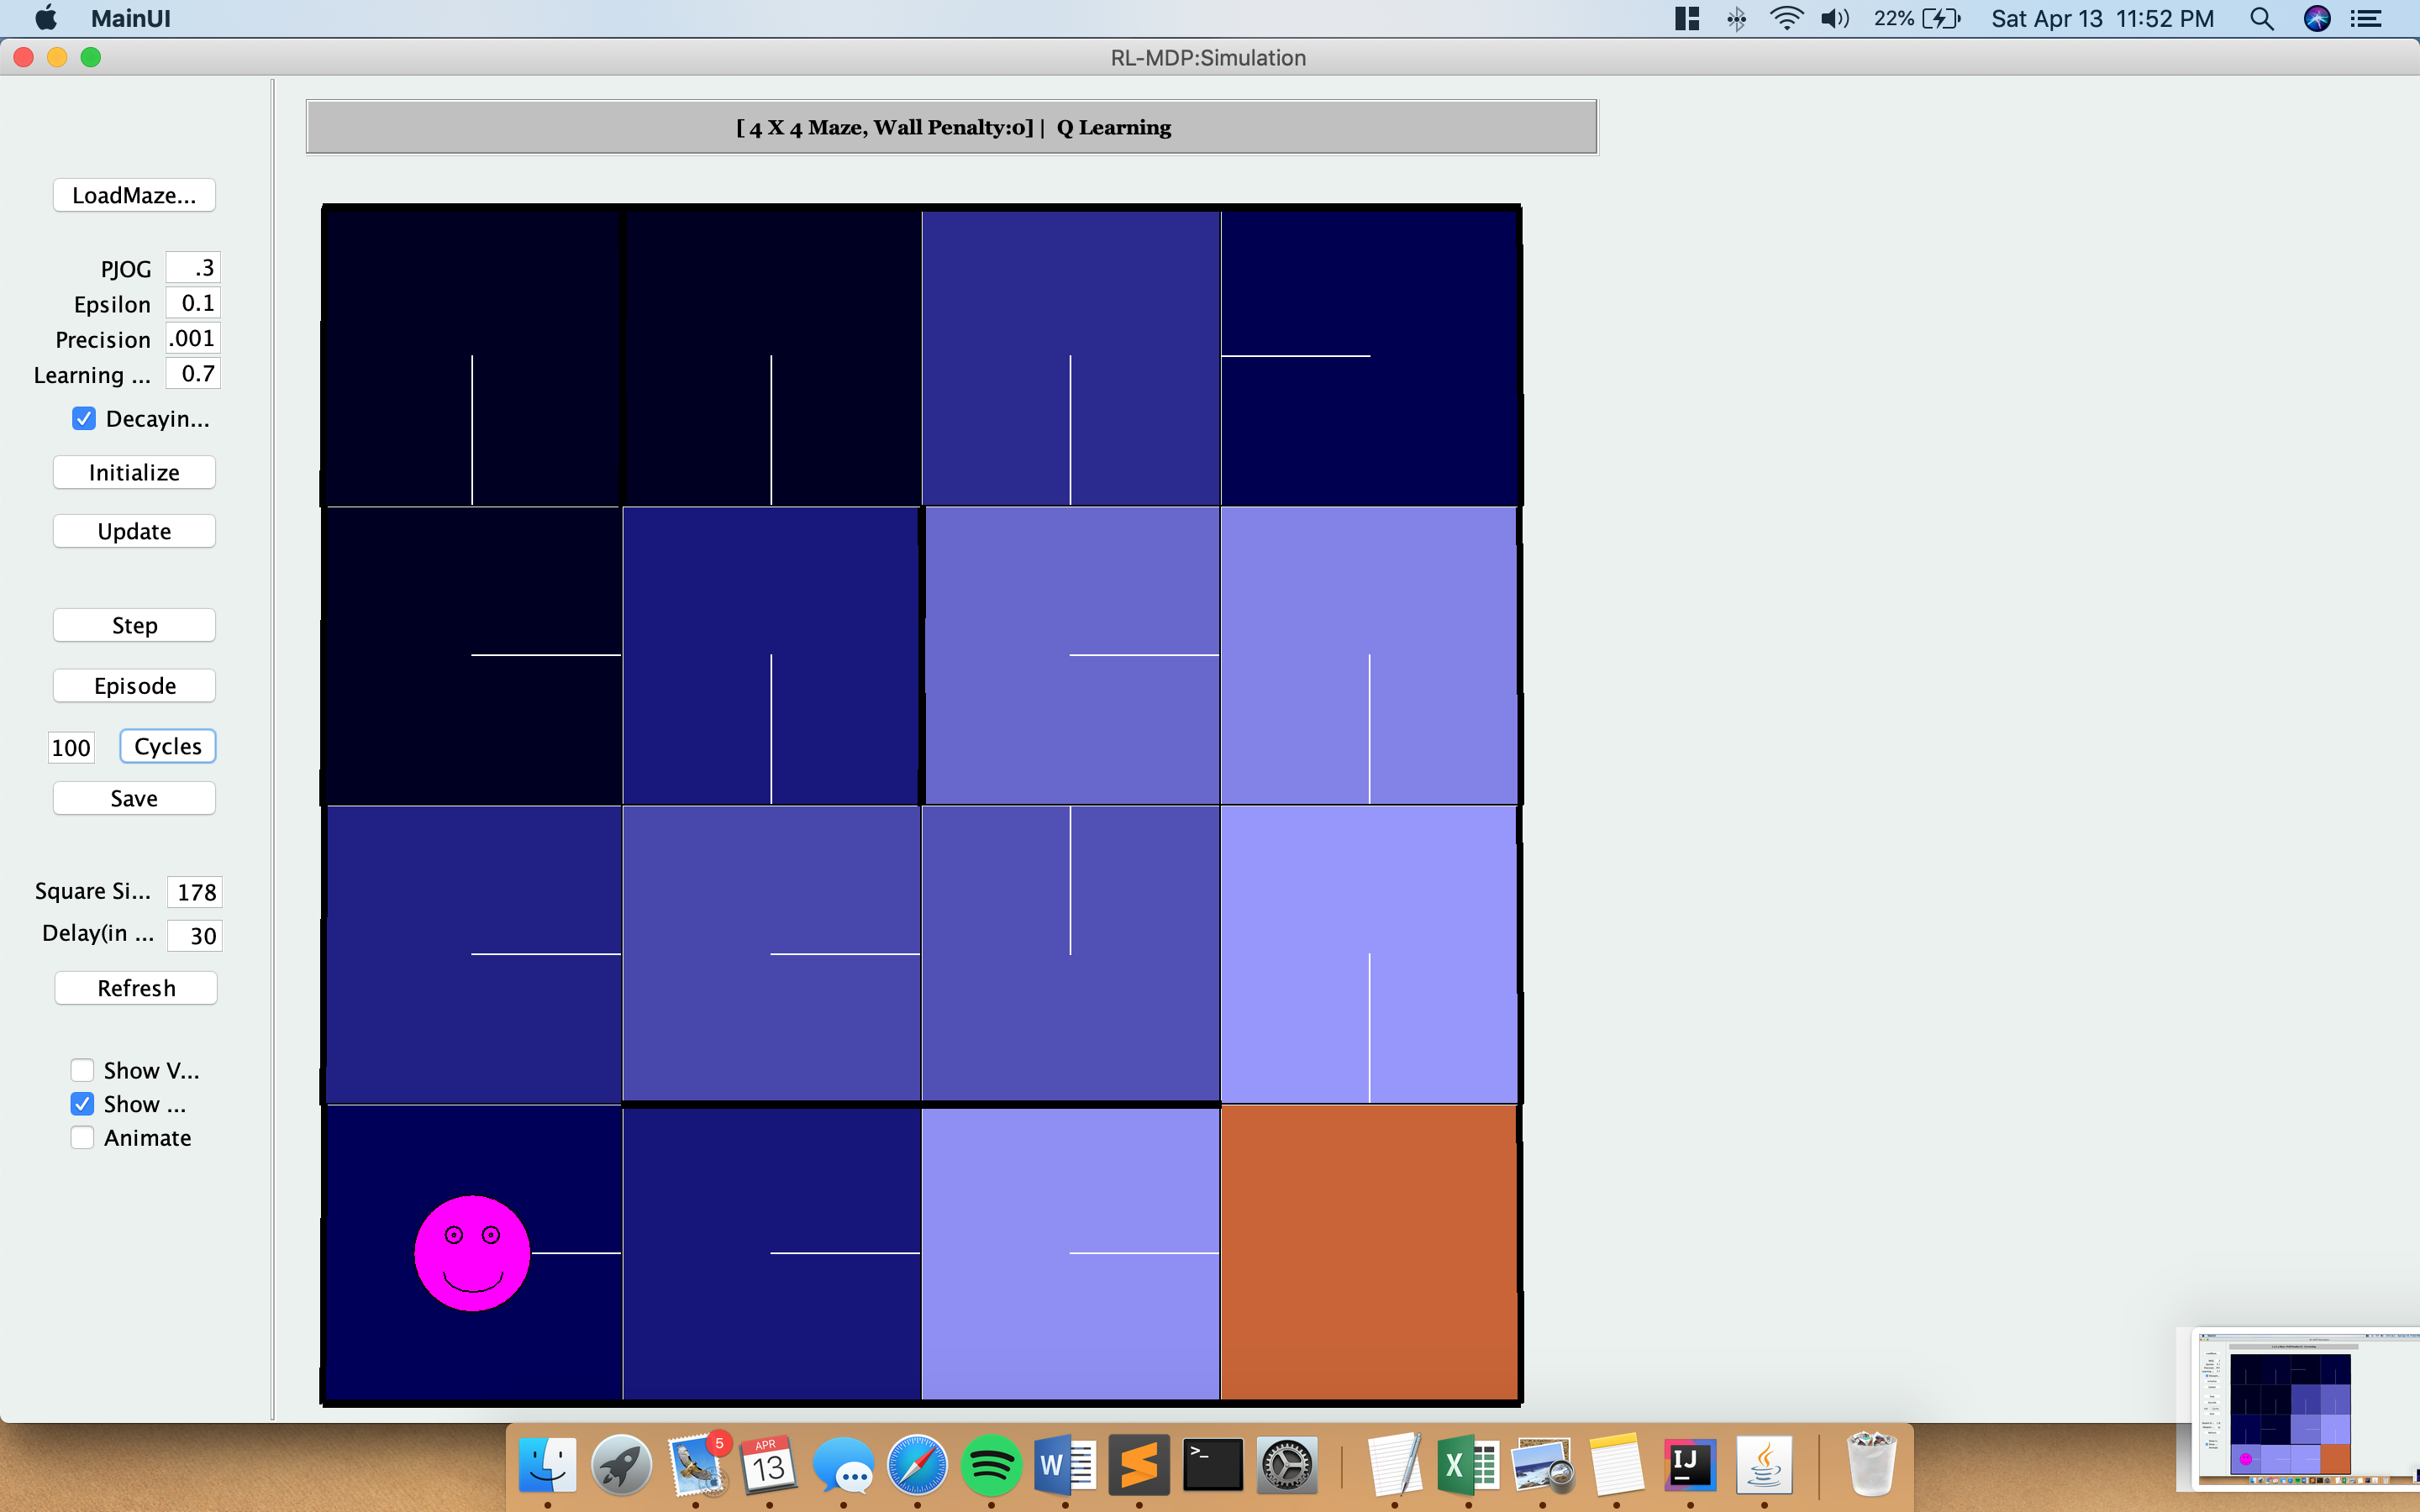 MainUI
22%
Sat Apr 13 11:52 PM
RL-MDP:Simulation
[ 4 X 4 Maze, Wall Penalty:0] | Q Learning
LoadMaze...
PJOG .3
Epsilon 0.1
Precision .001
Learning ... 0.7
Decayin...
Initialize
Update
Step
Episode
100 Cycles
Save
Square Si... 178
Delay(in ... 30
Refresh
Show V...
Show ...
Animate
5
APR
13
W
>_
X
IJ